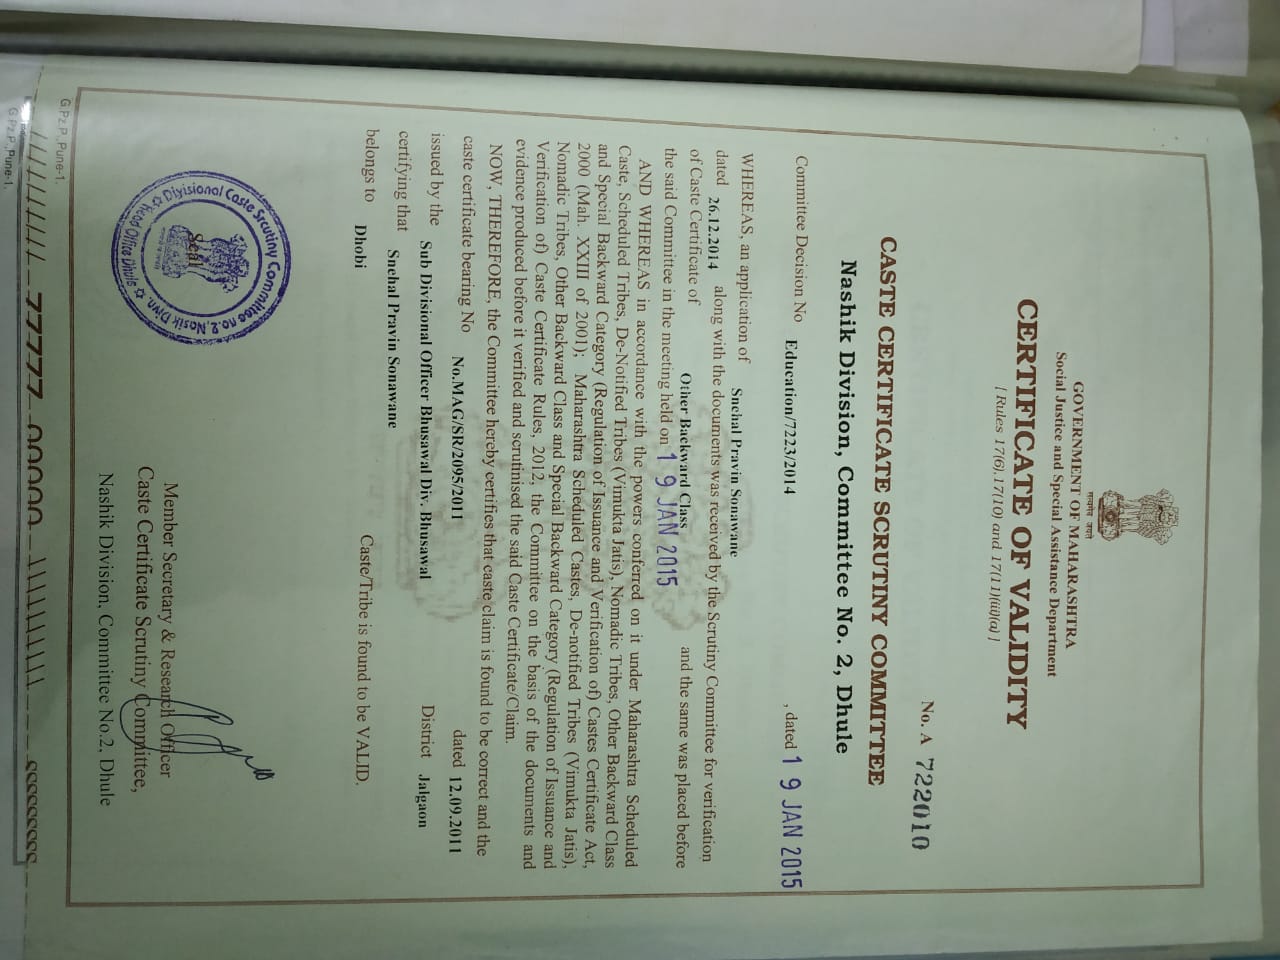 सत्यमेव जयते
GOVERNMENT OF MAHARASHTRA
Social Justice and Special Assistance Department
CERTIFICATE OF VALIDITY
[ Rules 17(6),17(10) and 17(11)(ii)(a) ]
No. A 722010
CASTE CERTIFICATE SCRUTINY COMMITTEE
Nashik Division, Committee No. 2, Dhule
Committee Decision No Education/7223/2014 , dated 19 JAN 2015
WHEREAS, an application of Snehal Pravin Sonawane
dated 26.12.2014 along with the documents was received by the Scrutiny Committee for verification
of Caste Certificate of Other Backward Class and the same was placed before
the said Committee in the meeting held on 19 JAN 2015
AND WHEREAS in accordance with the powers conferred on it under Maharashtra Scheduled
Caste, Scheduled Tribes, De-Notified Tribes (Vimukta Jatis), Nomadic Tribes, Other Backward Class
and Special Backward Category (Regulation of Issuance and Verification of) Castes Certificate Act,
2000 (Mah. XXIII of 2001); Maharashtra Scheduled Castes, De-notified Tribes (Vimukta Jatis),
Nomadic Tribes, Other Backward Class and Special Backward Category (Regulation of Issuance and
Verification of) Caste Certificate Rules, 2012, the Committee on the basis of the documents and
evidence produced before it verified and scrutinised the said Caste Certificate/Claim.
NOW, THEREFORE, the Committee hereby certifies that caste claim is found to be correct and the
caste certificate bearing No No.MAG/SR/2095/2011 dated 12.09.2011
issued by the Sub Divisional Officer Bhusawal Div. Bhusawal District Jalgaon
certifying that Snehal Pravin Sonawane
belongs to Dhobi Caste/Tribe is found to be VALID.
Divisional Caste Srcutiny Committee no.2, Nasik Divn.
Head Office Dhule
Seal
Member Secretary & Research Officer
Caste Certificate Scrutiny Committee,
Nashik Division, Committee No.2, Dhule
G.P.z.P.,Pune-1.
G.P.z.P.,Pune-1.